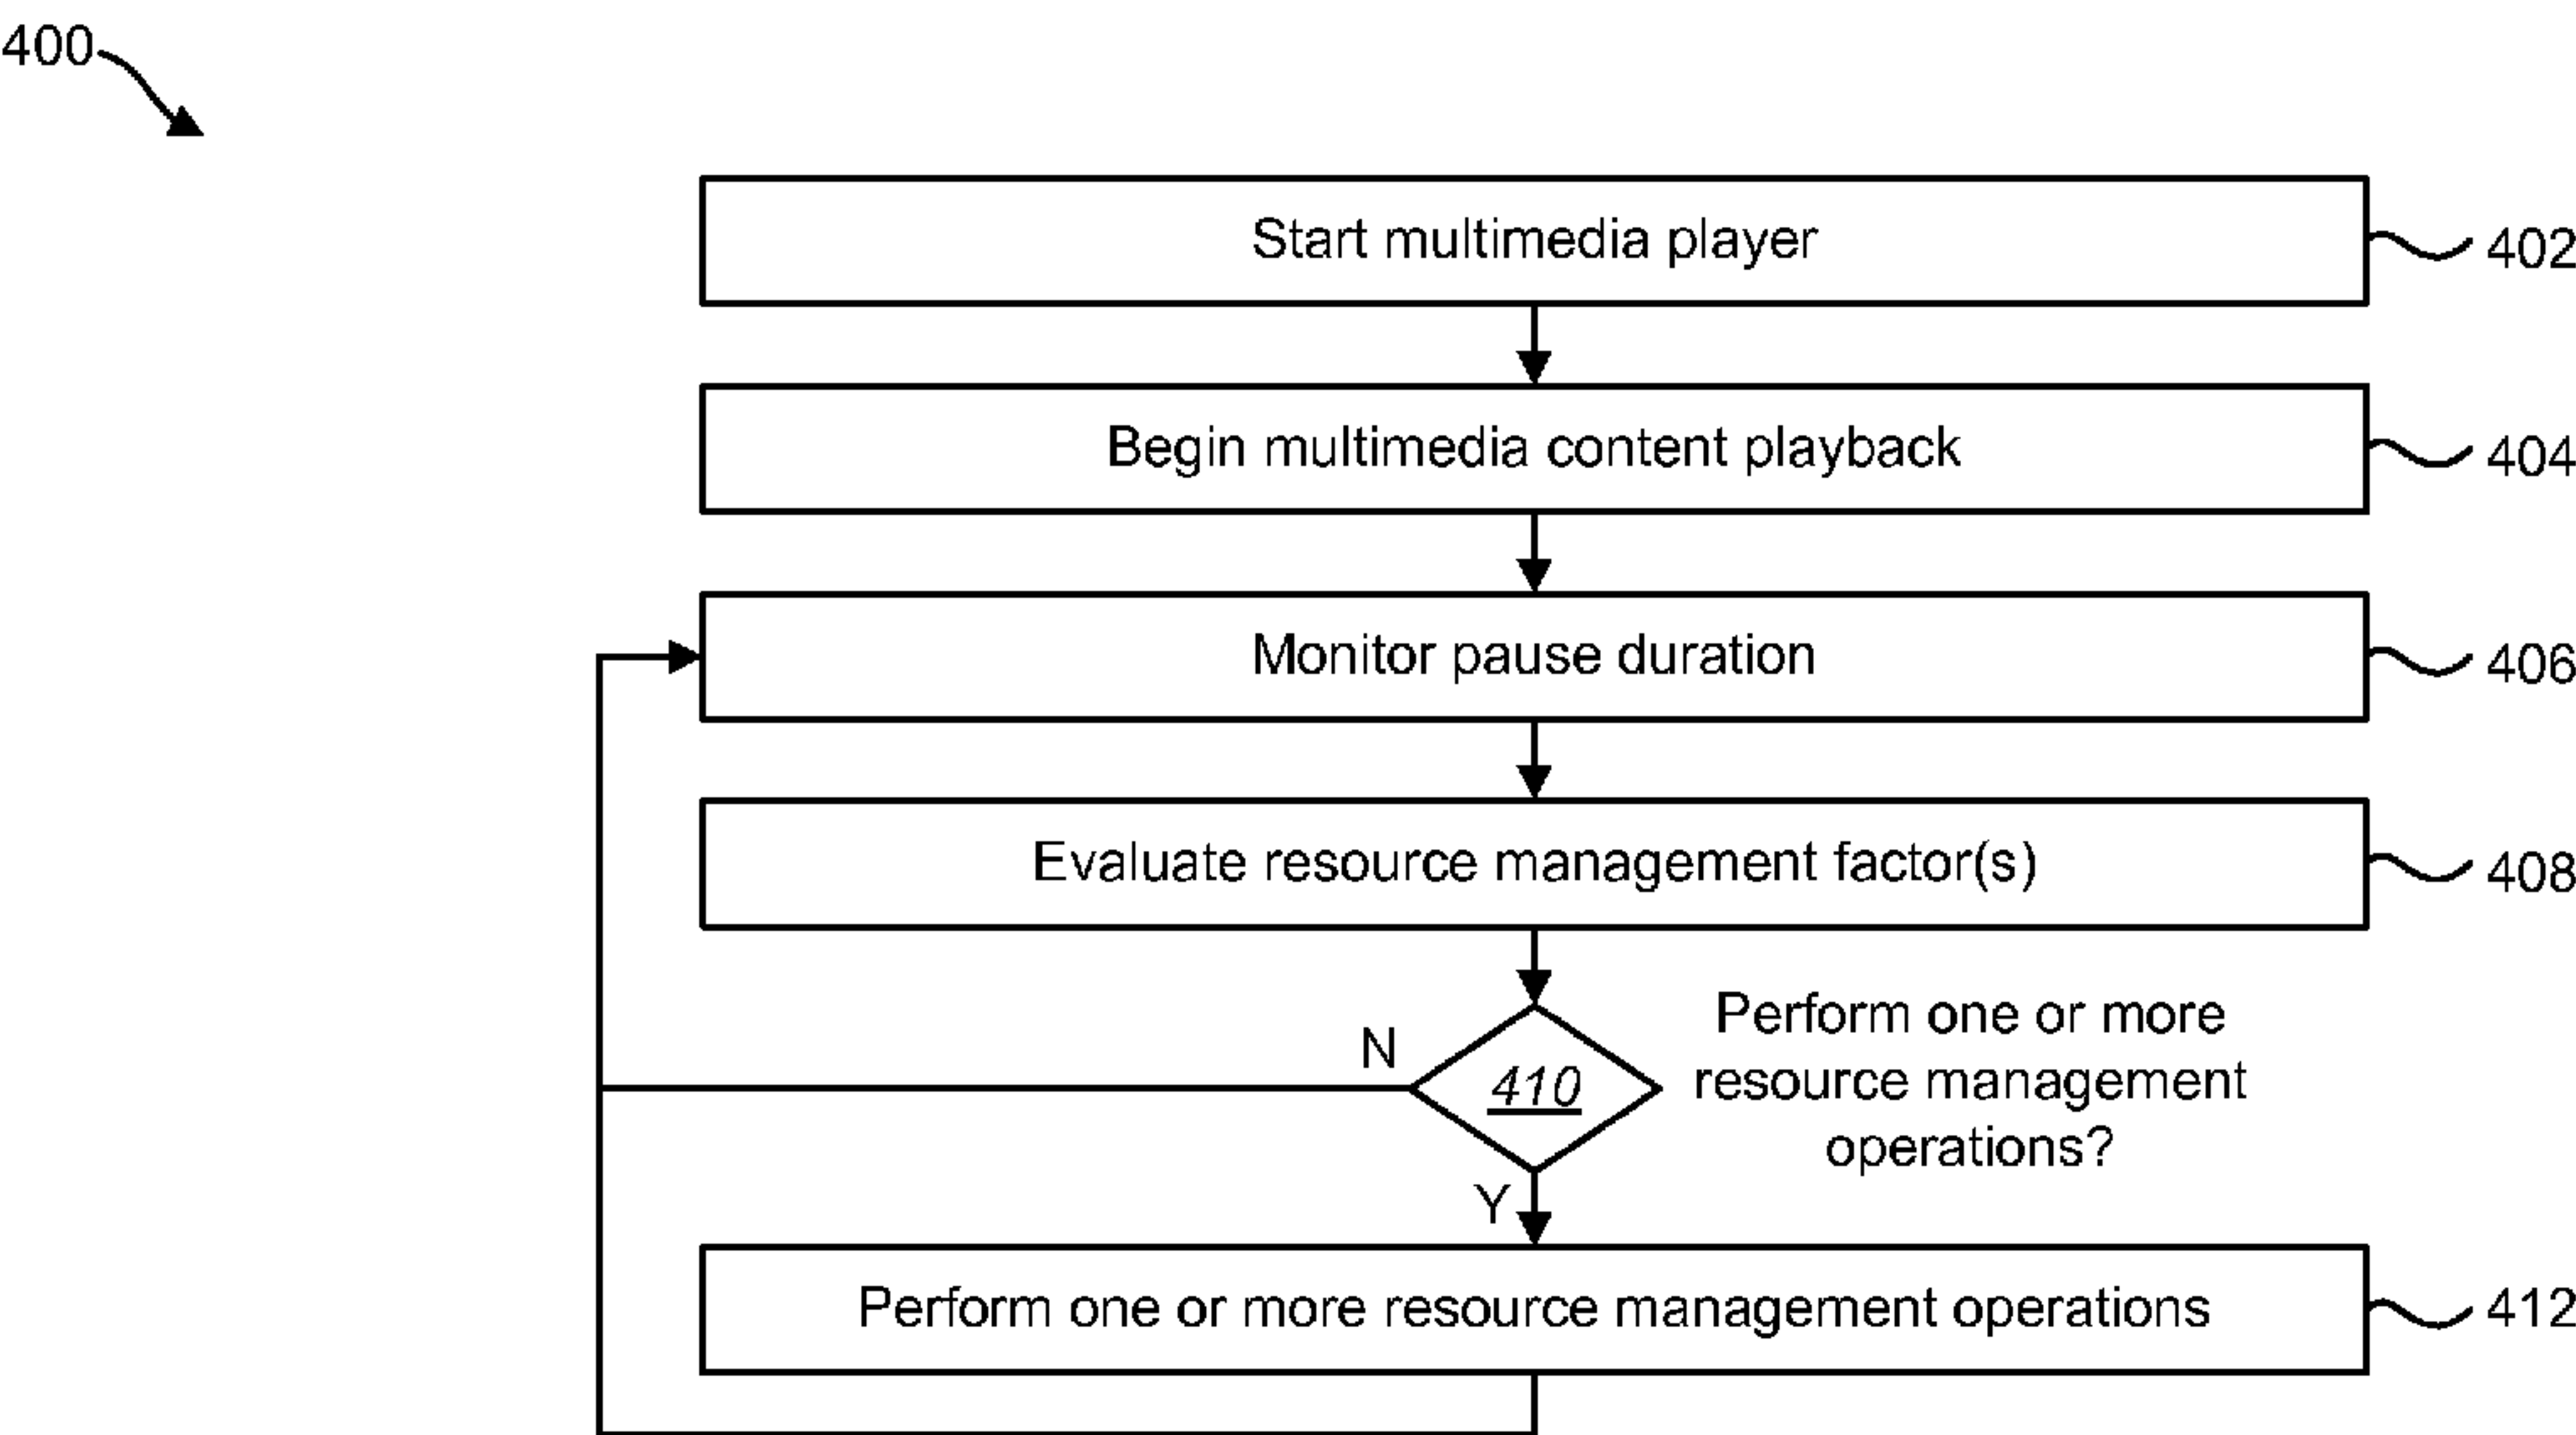 400
Start multimedia player
402
Begin multimedia content playback
404
Monitor pause duration
406
Evaluate resource management factor(s)
408
N
410
Perform one or more
resource management
operations?
Y
Perform one or more resource management operations
412